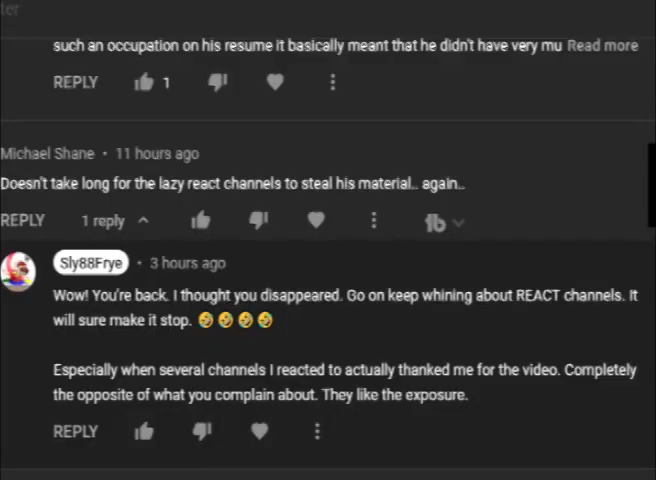 ter
such an occupation on his resume it basically meant that he didn't have very mu Read more
REPLY 1
Michael Shane • 11 hours ago
Doesn't take long for the lazy react channels to steal his material.. again..
REPLY 1 reply
Sly88Frye • 3 hours ago
Wow! You're back. I thought you disappeared. Go on keep whining about REACT channels. It
will sure make it stop. 🤣🤣🤣🤣
Especially when several channels I reacted to actually thanked me for the video. Completely
the opposite of what you complain about. They like the exposure.
REPLY